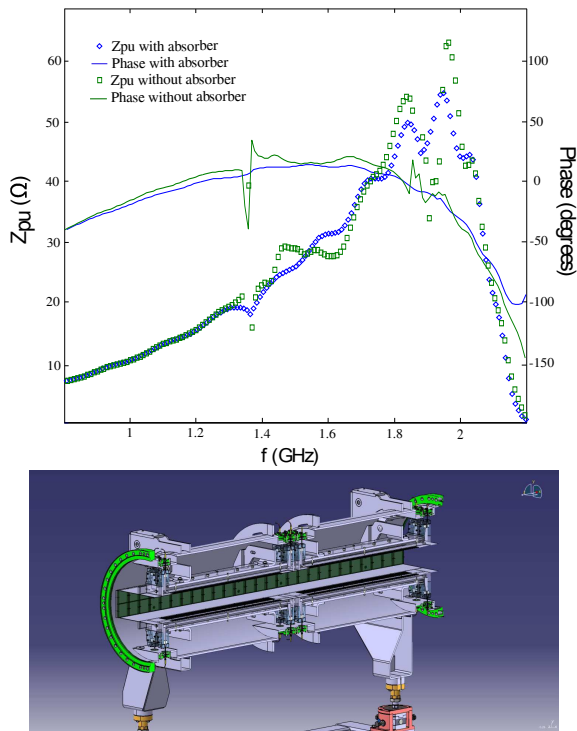 Zpu with absorber
Phase with absorber
Zpu without absorber
Phase without absorber
60
50
40
30
20
10
Zpu (Ω)
100
50
0
-50
-100
-150
Phase (degrees)
1
1.2
1.4
1.6
1.8
2
f (GHz)